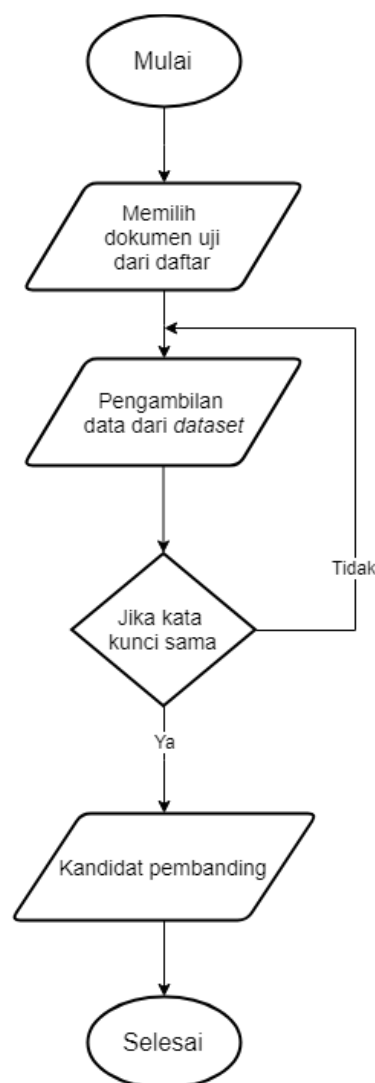 Mulai
Memilih
dokumen uji
dari daftar
Pengambilan
data dari dataset
Tidak
Jika kata
kunci sama
Ya
Kandidat pembanding
Selesai